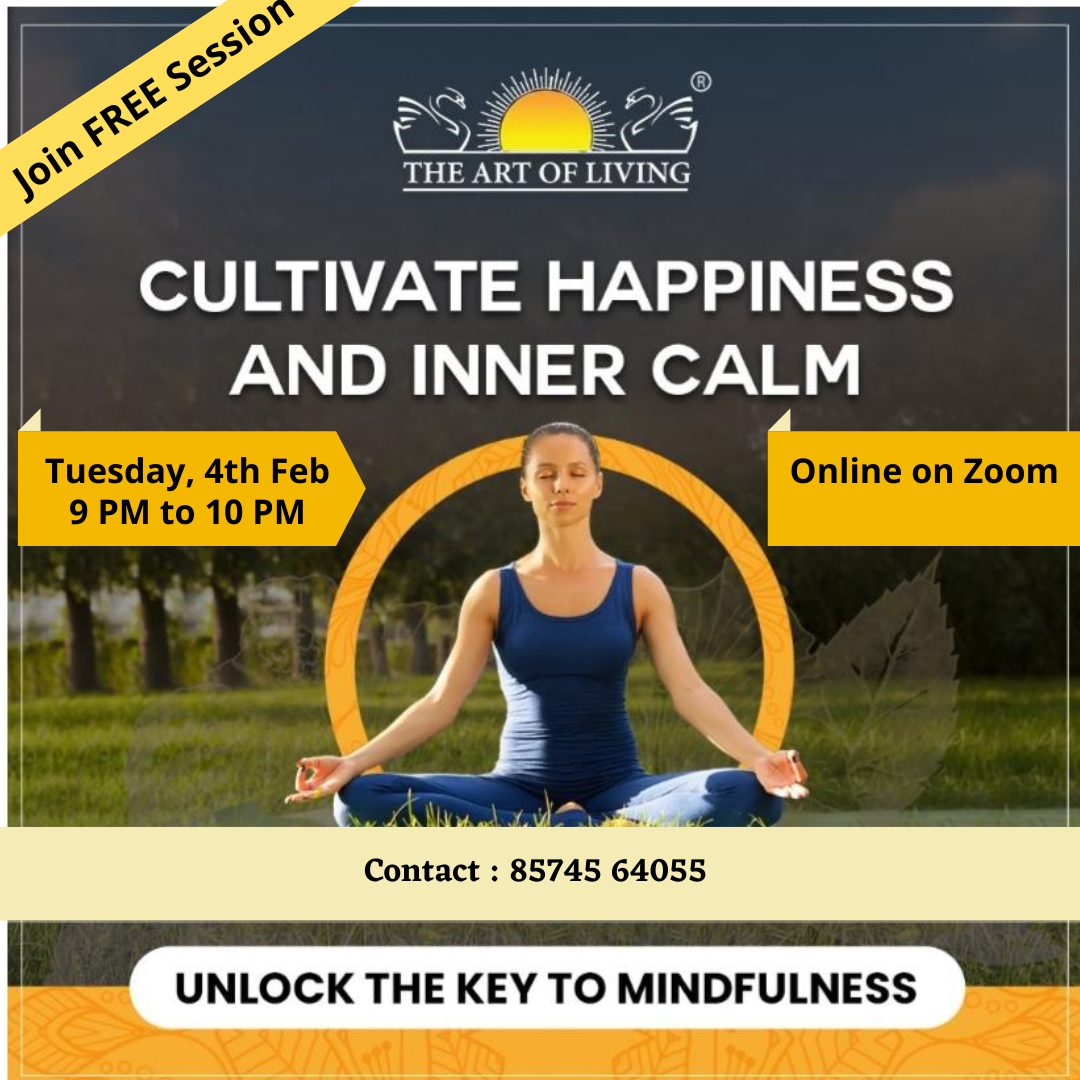 Join FREE Session
®
THE ART OF LIVING
CULTIVATE HAPPINESS
AND INNER CALM
Tuesday, 4th Feb
9 PM to 10 PM
Online on Zoom
Contact : 85745 64055
UNLOCK THE KEY TO MINDFULNESS